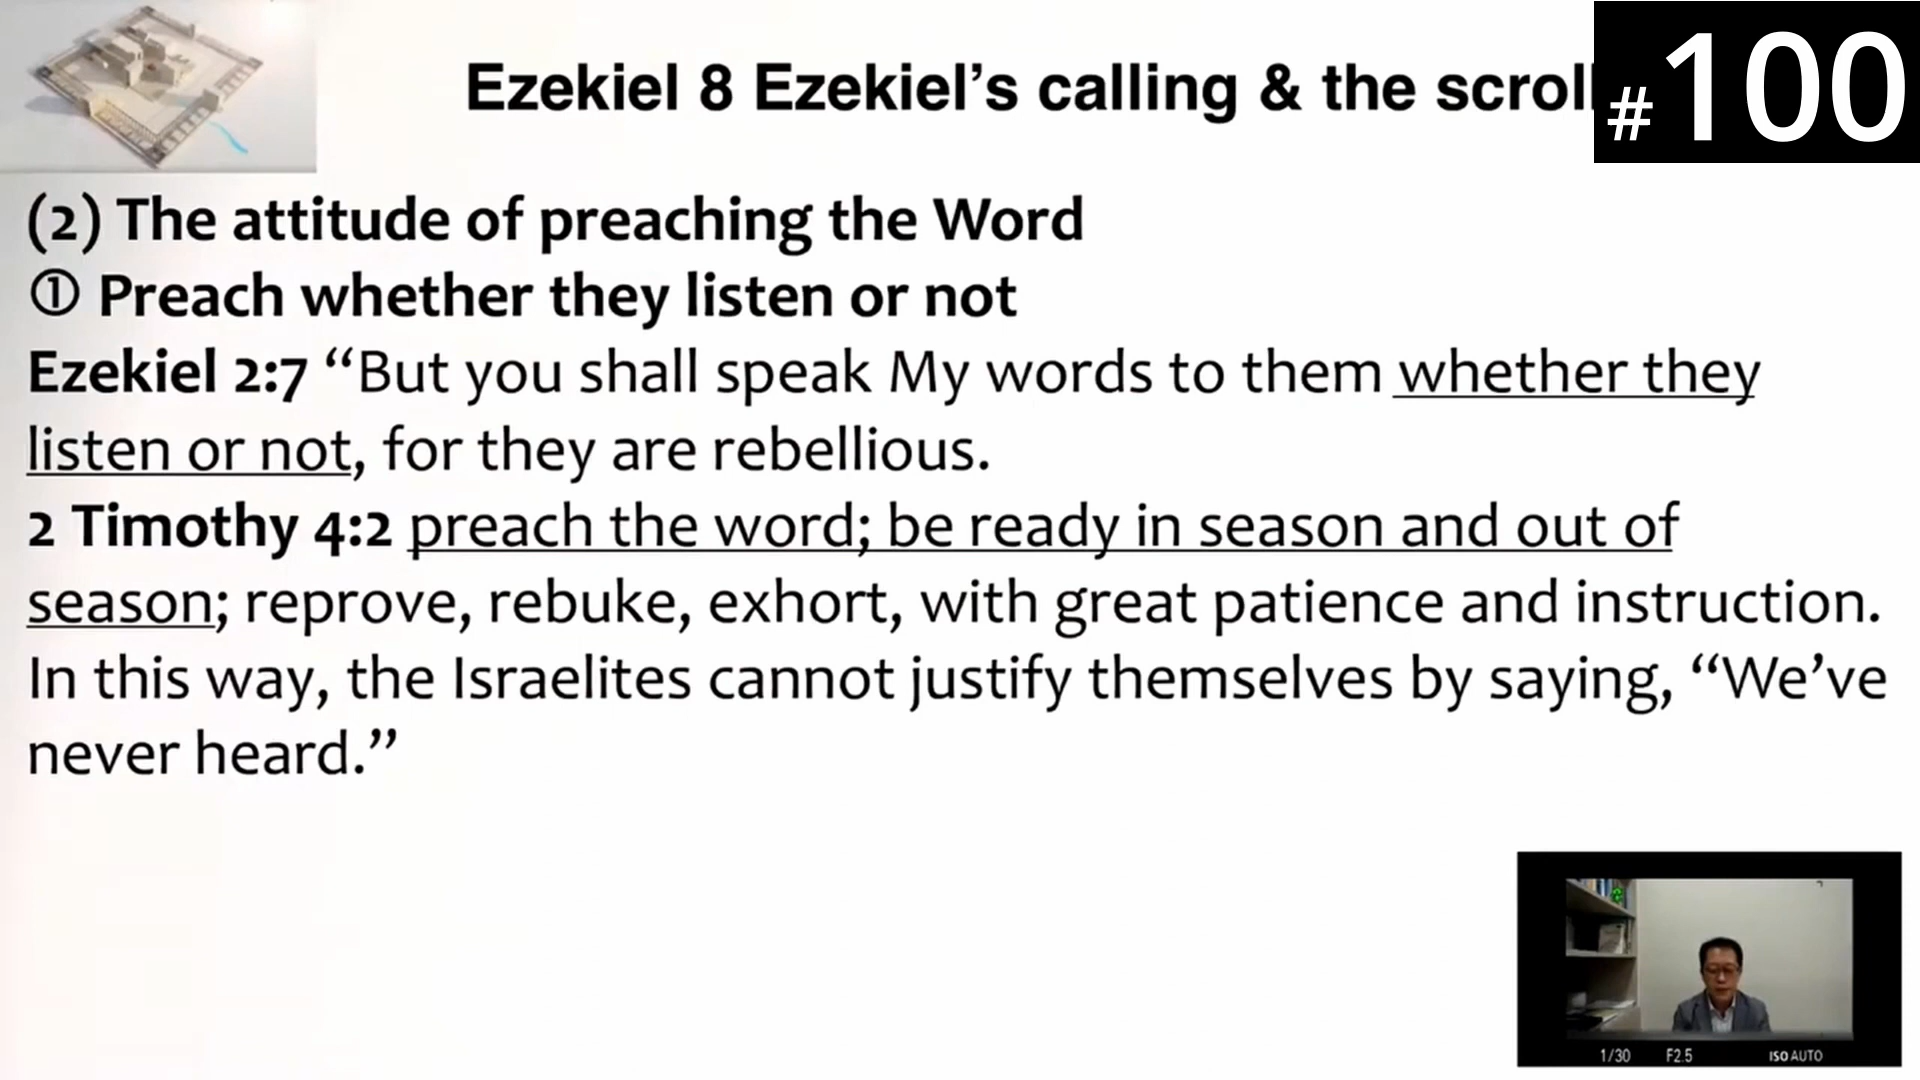 Ezekiel 8 Ezekiel’s calling & the scroll
#100
(2) The attitude of preaching the Word
① Preach whether they listen or not
Ezekiel 2:7 “But you shall speak My words to them whether they
listen or not, for they are rebellious.
2 Timothy 4:2 preach the word; be ready in season and out of
season; reprove, rebuke, exhort, with great patience and instruction.
In this way, the Israelites cannot justify themselves by saying, “We’ve
never heard.”
1/30 F2.5 ISO AUTO